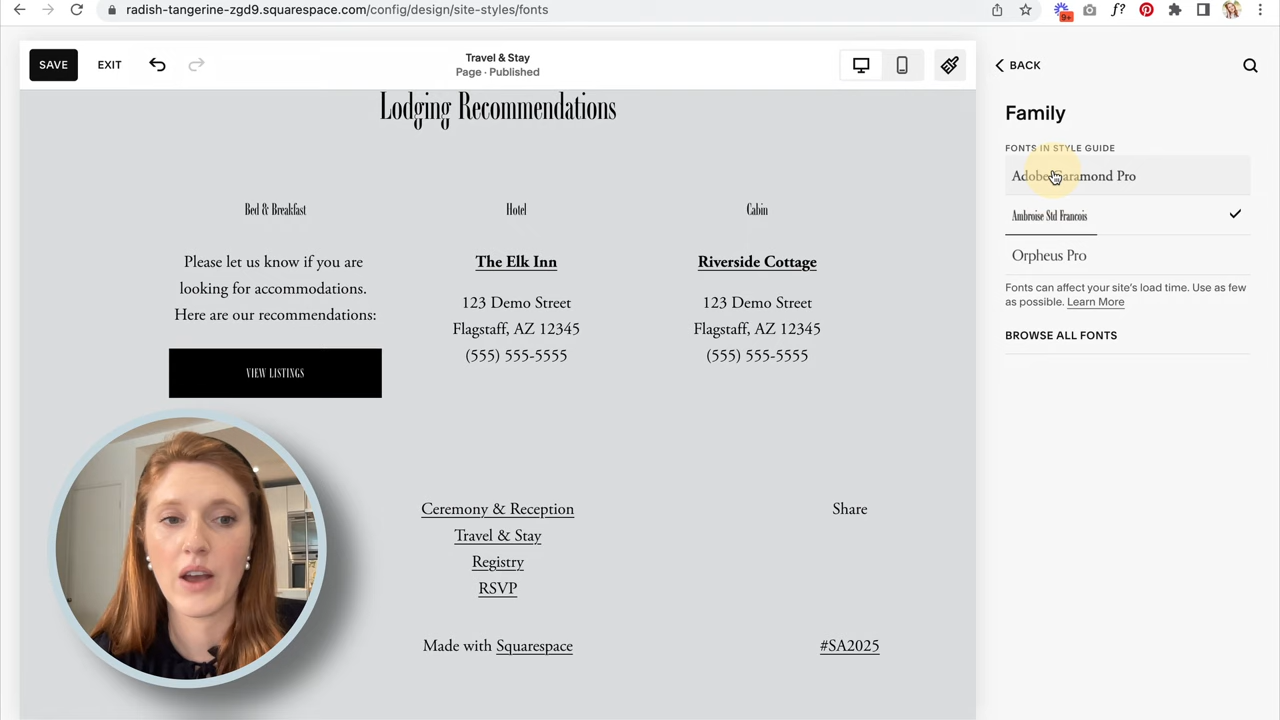 radish-tangerine-zgd9.squarespace.com/config/design/site-styles/fonts
9+
f?
SAVE
EXIT
Travel & Stay
Page · Published
BACK
Lodging Recommendations
Family
FONTS IN STYLE GUIDE
Adobe Garamond Pro
Ambroise Std Francois
Orpheus Pro
Fonts can affect your site's load time. Use as few
as possible. Learn More
BROWSE ALL FONTS
Bed & Breakfast
Please let us know if you are
looking for accommodations.
Here are our recommendations:
VIEW LISTINGS
Hotel
The Elk Inn
123 Demo Street
Flagstaff, AZ 12345
(555) 555-5555
Cabin
Riverside Cottage
123 Demo Street
Flagstaff, AZ 12345
(555) 555-5555
Ceremony & Reception
Travel & Stay
Registry
RSVP
Share
Made with Squarespace
#SA2025